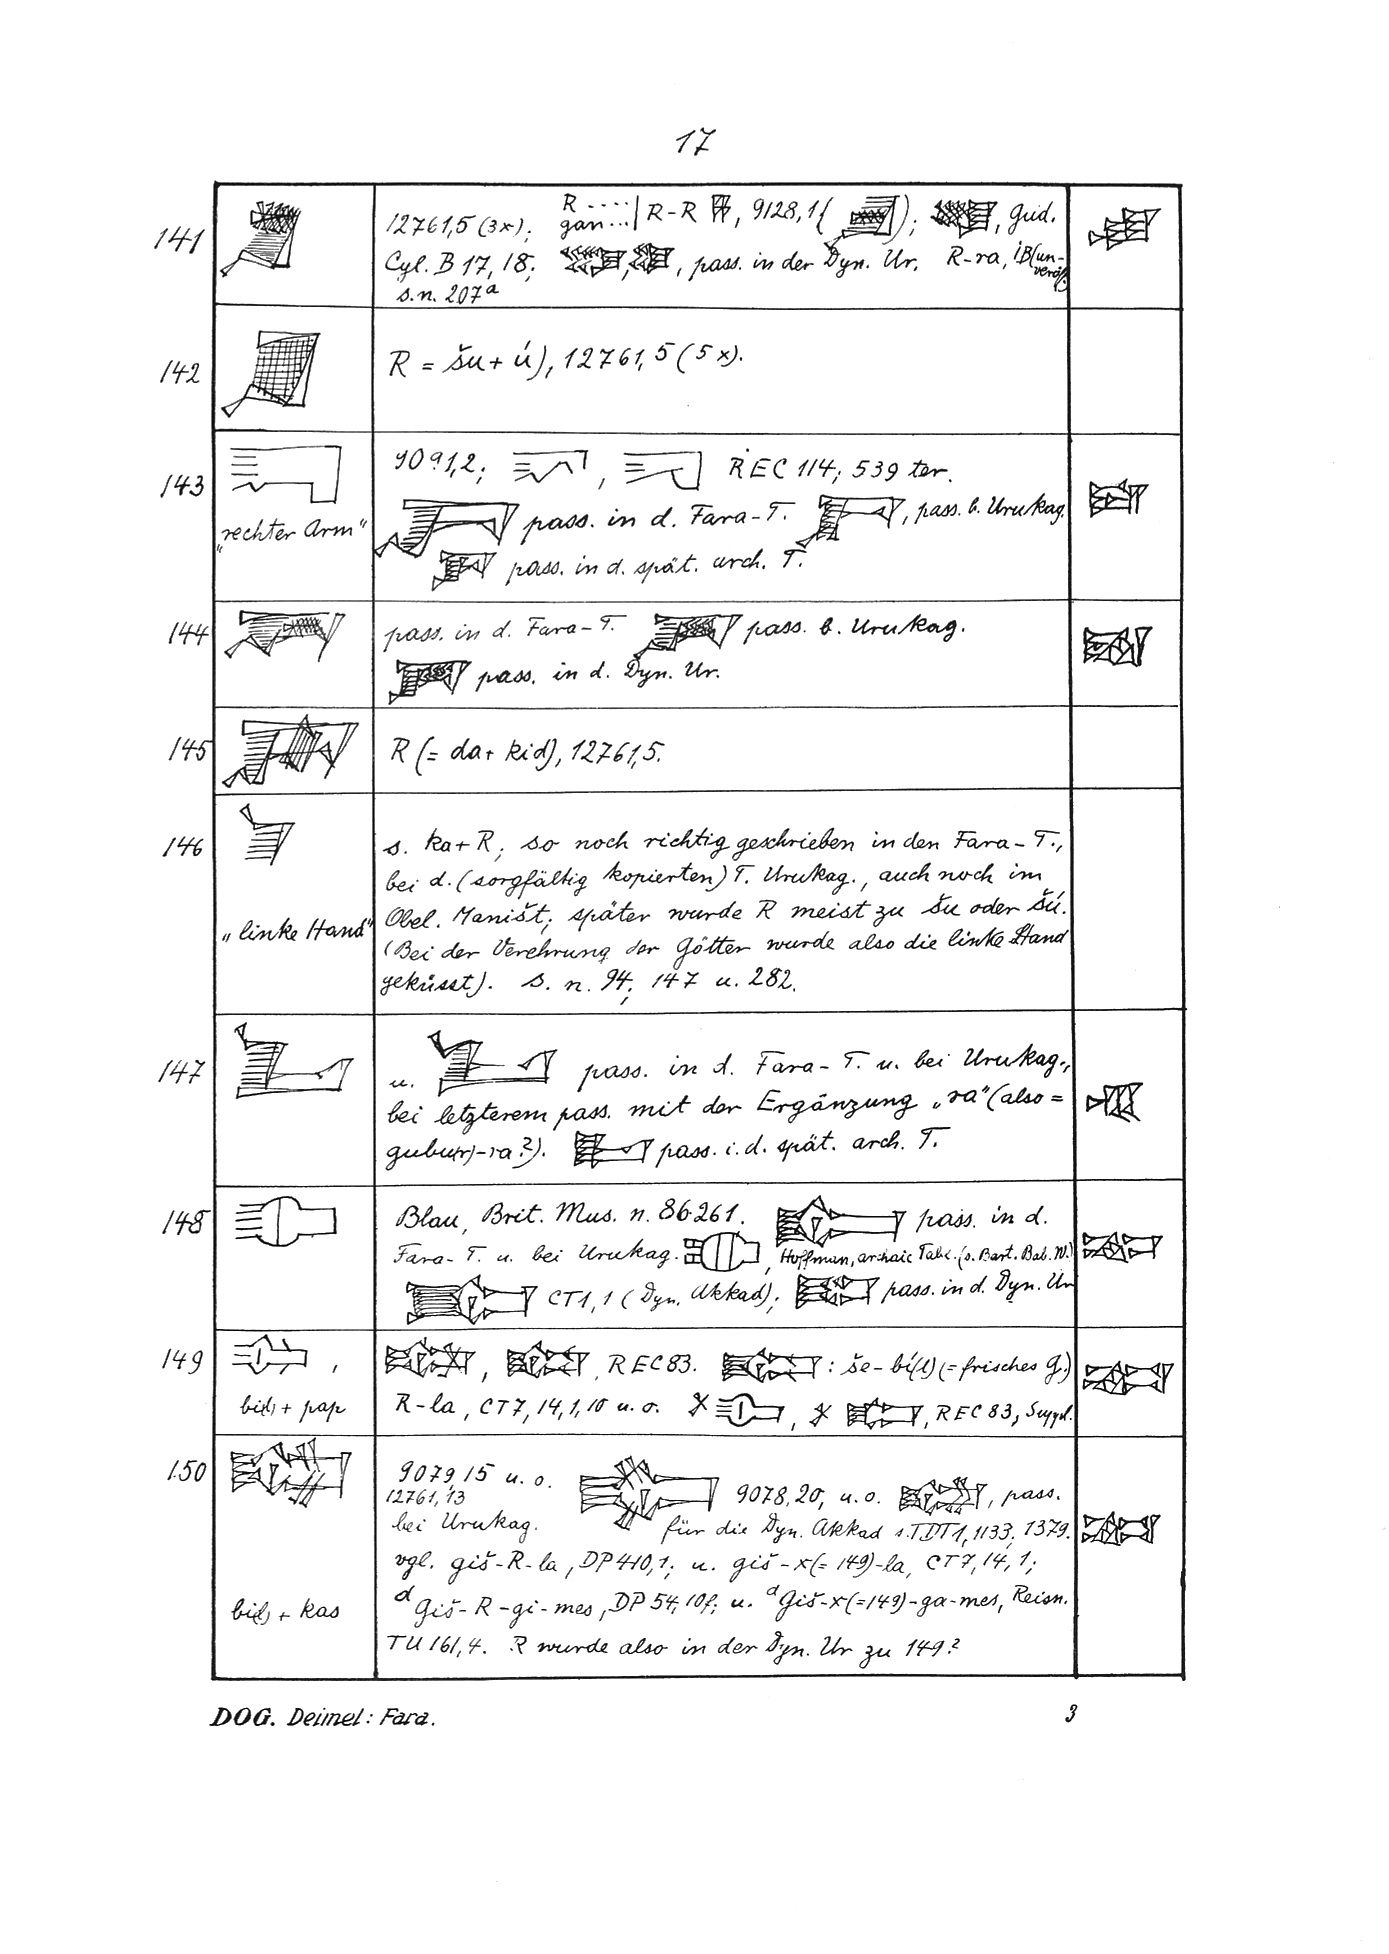 17
141
12761,5 (3x); R .... gan ... | R-R, 9128,1 ( ); , Gud.
Cyl. B 17, 18; , , pass. in der Dyn. Ur. R-ra, iB (un-veröff.)
s. n. 207a
142
R = šu + ú), 12761,5 (5 x).
143
9091,2; , REC 114; 539 ter.
"rechter Arm"
pass. in d. Fara-T. , pass. b. Urukag.
pass. in d. spät. arch. T.
144
pass. in d. Fara-T. pass. b. Urukag.
pass. in d. Dyn. Ur.
145
R (= da + kid), 12761,5.
146
s. ka+R; so noch richtig geschrieben in den Fara-T.,
bei d. (sorgfältig kopierten) T. Urukag., auch noch im
„linke Hand"
Obel. Maništ; später wurde R meist zu šu oder šú.
(Bei der Verehrung der Götter wurde also die linke Hand
geküsst). s. n. 94; 147 u. 282.
147
u. pass. in d. Fara-T. u. bei Urukag.,
bei letzterem pass. mit der Ergänzung „ra" (also =
gubu(r)-ra?). pass. i. d. spät. arch. T.
148
Blau, Brit. Mus. n. 86261. pass. in d.
Fara-T. u. bei Urukag. , Hoffman, archaic Tabl. (s. Bart. Bab. W.)
CT 1,1 (Dyn. Akkad); pass. in d. Dyn. Ur
149
, , REC 83. : še-bí(l) (= frisches g.)
bi(l) + pap
R-la, CT 7, 14, 1, 10 u. o. , , REC 83, Suppl.
150
9079,15 u. o. 9078,20, u. o. , pass.
12761,13
bei Urukag. für die Dyn. Akkad s. TDT 1, 1133; 1379.
vgl. giš-R-la, DP 410,1; u. giš-x(=149)-la, CT 7, 14, 1;
bi(l) + kas
d Giš-R-gi-mes, DP 54, 10f; u. d Giš-x(=149)-ga-mes, Reisn.
TU 161,4. R wurde also in der Dyn. Ur zu 149?
DOG. Deimel: Fara.
3